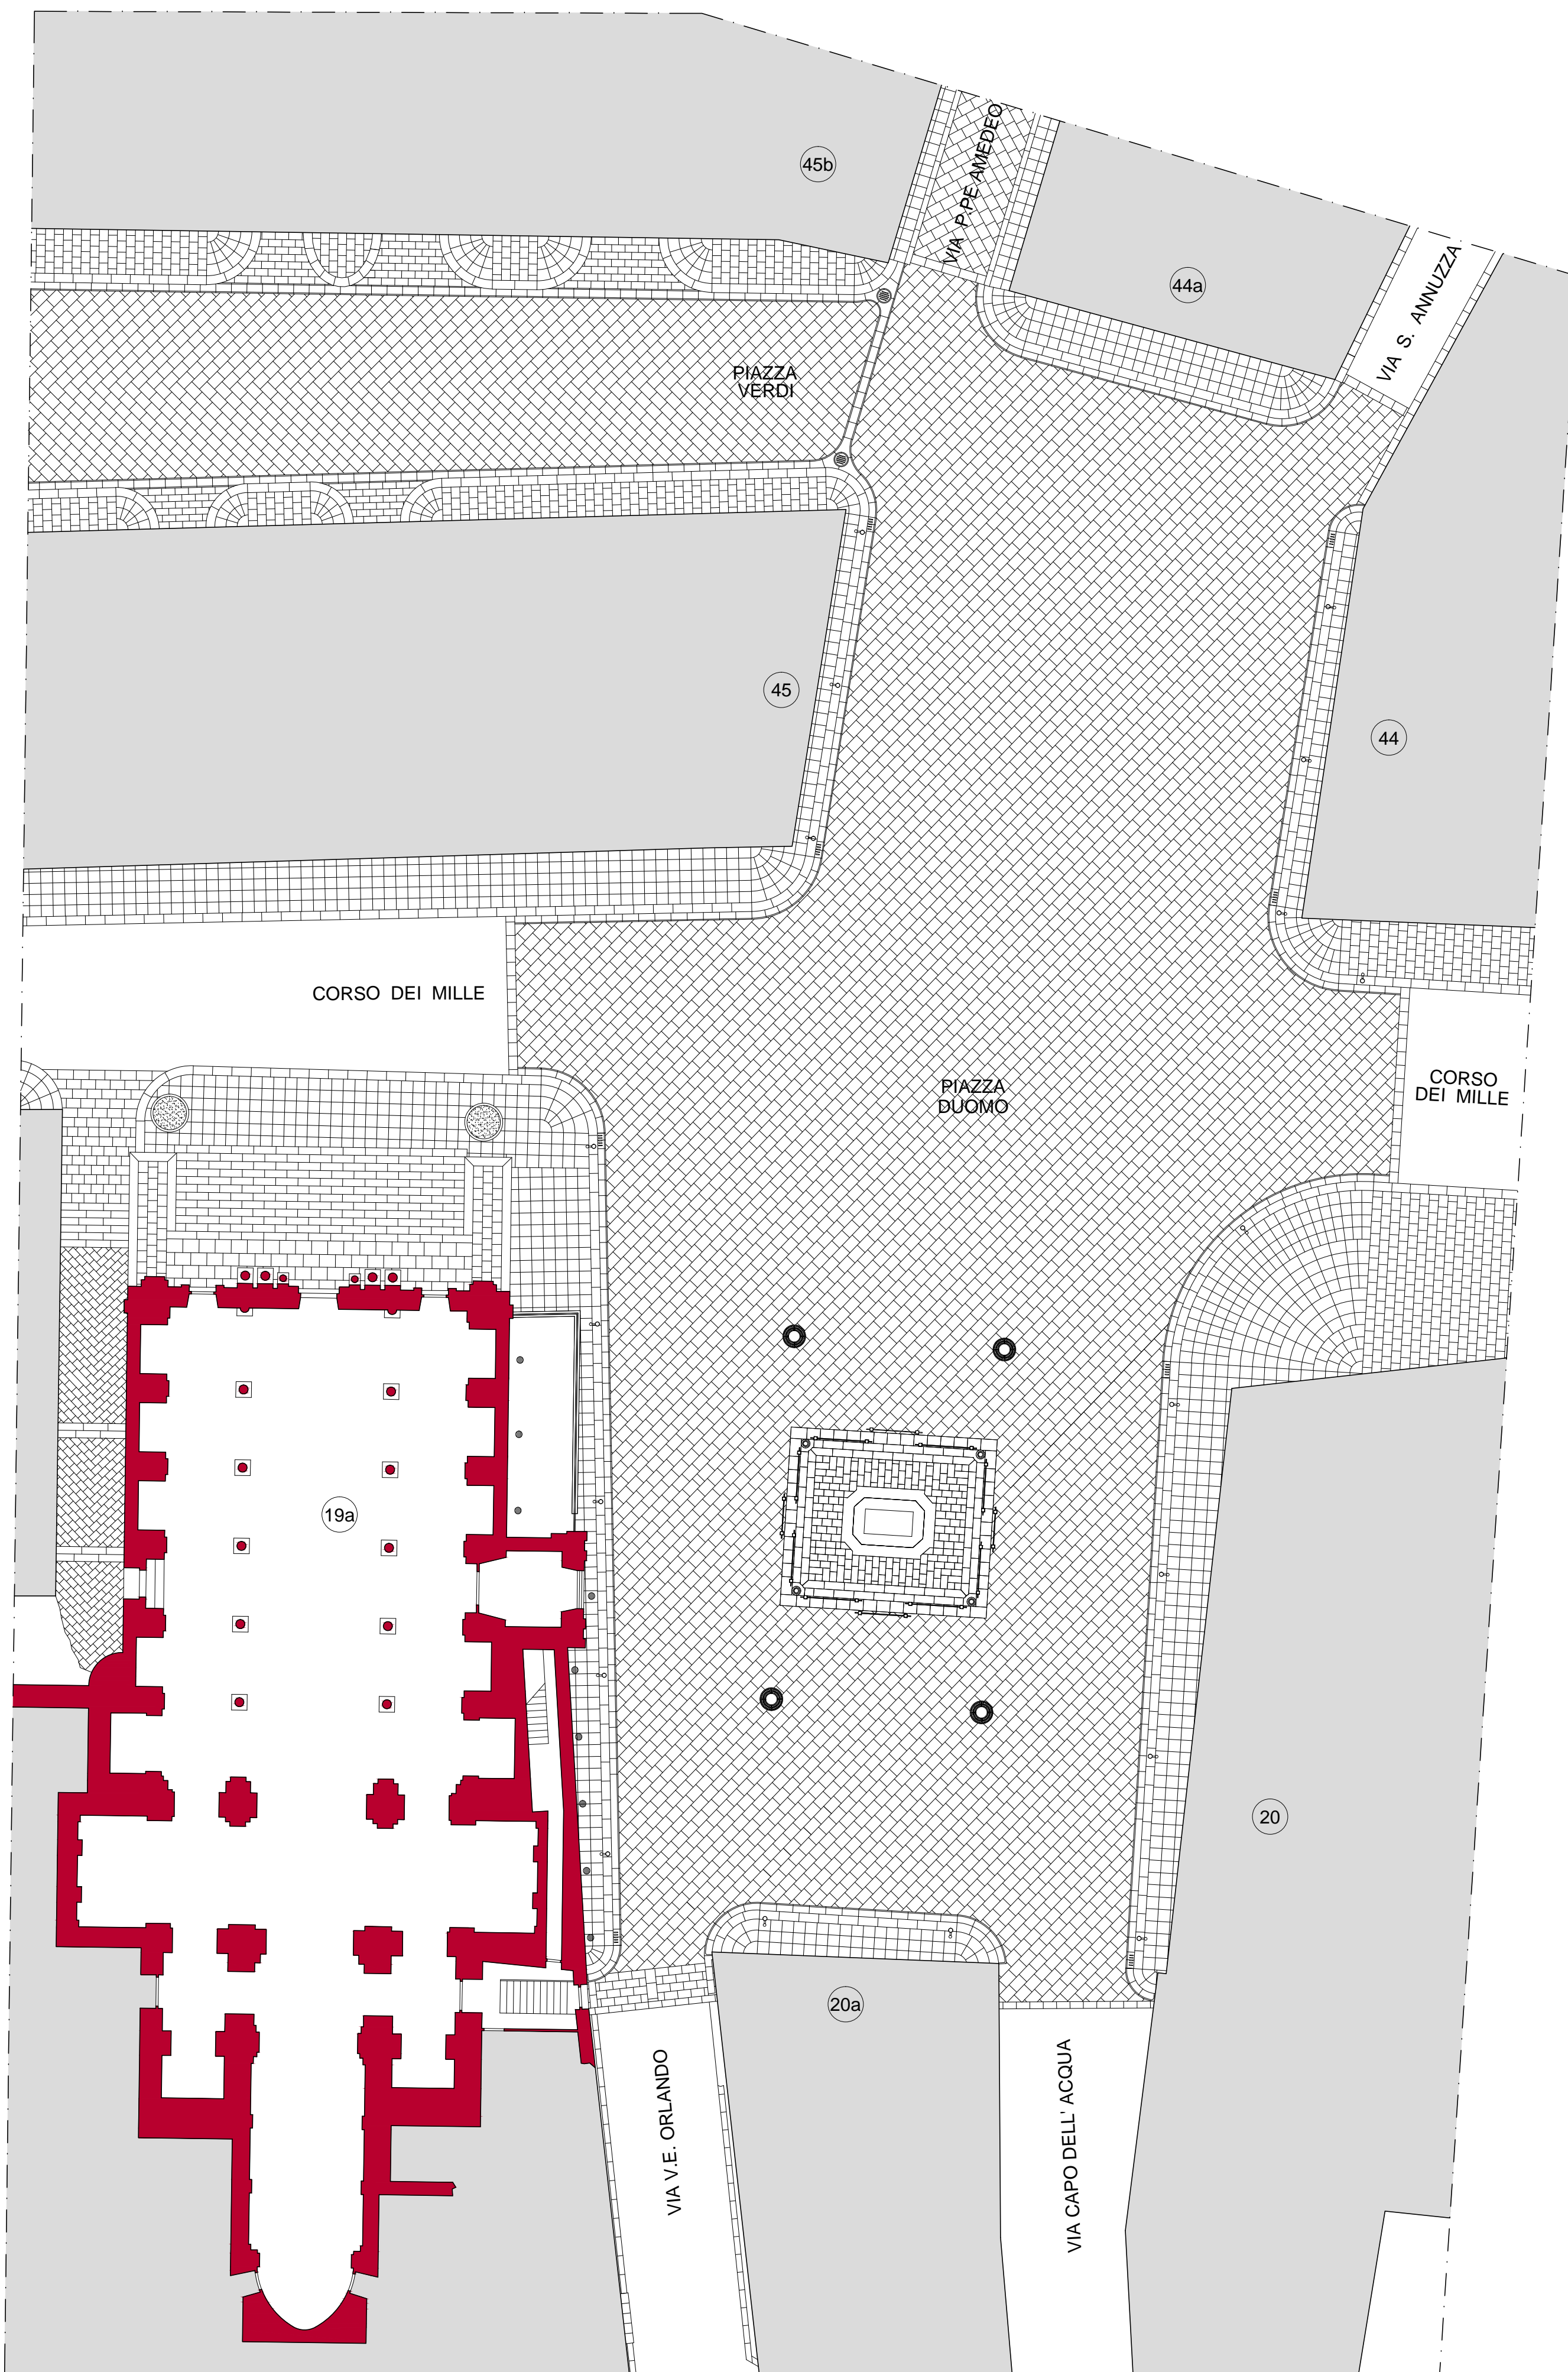 45b
VIA P.PE AMEDEO
44a
VIA S. ANNUZZA
PIAZZA
VERDI
45
44
CORSO DEI MILLE
PIAZZA
DUOMO
CORSO
DEI MILLE
19a
20
20a
VIA V.E. ORLANDO
VIA CAPO DELL' ACQUA